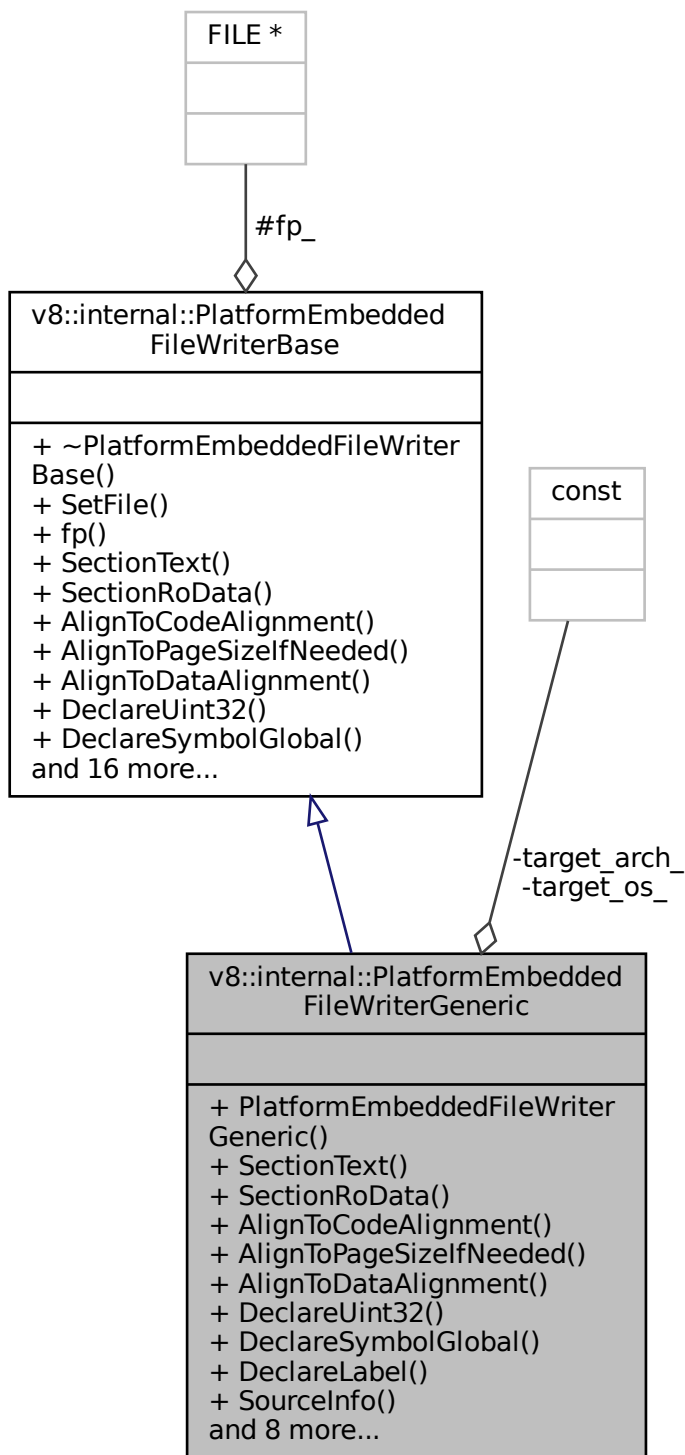 FILE *
#fp_
v8::internal::PlatformEmbedded
FileWriterBase
+ ~PlatformEmbeddedFileWriter
Base()
+ SetFile()
+ fp()
+ SectionText()
+ SectionRoData()
+ AlignToCodeAlignment()
+ AlignToPageSizeIfNeeded()
+ AlignToDataAlignment()
+ DeclareUint32()
+ DeclareSymbolGlobal()
and 16 more...
const
-target_arch_
-target_os_
v8::internal::PlatformEmbedded
FileWriterGeneric
+ PlatformEmbeddedFileWriter
Generic()
+ SectionText()
+ SectionRoData()
+ AlignToCodeAlignment()
+ AlignToPageSizeIfNeeded()
+ AlignToDataAlignment()
+ DeclareUint32()
+ DeclareSymbolGlobal()
+ DeclareLabel()
+ SourceInfo()
and 8 more...